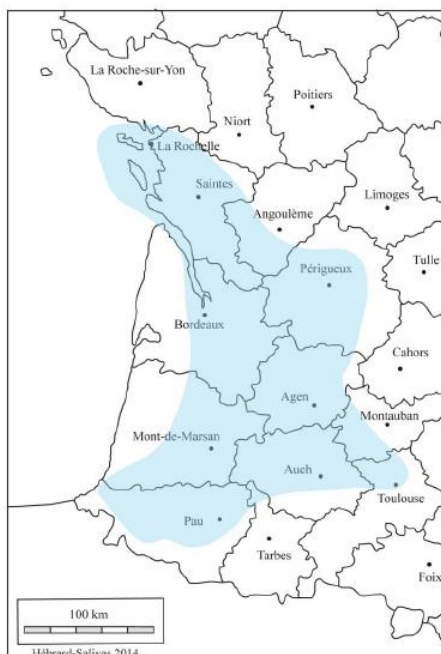 La Roche-sur-Yon
Poitiers
Niort
La Rochelle
Saintes
Limoges
Angoulême
Périgueux
Tulle
Bordeaux
Cahors
Agen
Montauban
Mont-de-Marsan
Auch
Toulouse
Pau
Tarbes
Foix
100 km
Hébrard-Salivas 2014